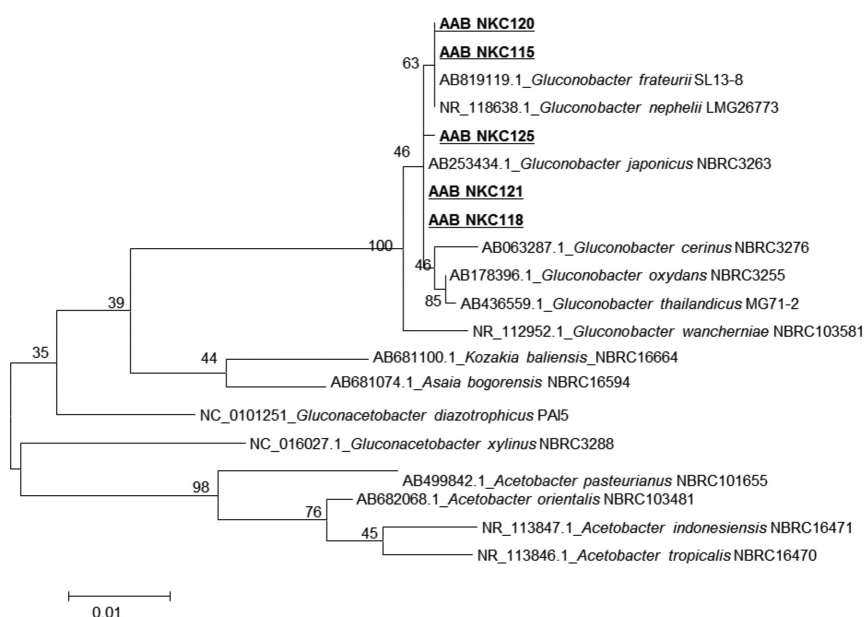 AAB NKC120
AAB NKC115
63
AB819119.1_Gluconobacter frateurii SL13-8
NR_118638.1_Gluconobacter nephelii LMG26773
AAB NKC125
46
AB253434.1_Gluconobacter japonicus NBRC3263
AAB NKC121
AAB NKC118
100
AB063287.1_Gluconobacter cerinus NBRC3276
46
AB178396.1_Gluconobacter oxydans NBRC3255
85
AB436559.1_Gluconobacter thailandicus MG71-2
39
NR_112952.1_Gluconobacter wancherniae NBRC103581
35
44
AB681100.1_Kozakia baliensis_NBRC16664
AB681074.1_Asaia bogorensis NBRC16594
NC_0101251_Gluconacetobacter diazotrophicus PAI5
NC_016027.1_Gluconacetobacter xylinus NBRC3288
AB499842.1_Acetobacter pasteurianus NBRC101655
98
AB682068.1_Acetobacter orientalis NBRC103481
76
NR_113847.1_Acetobacter indonesiensis NBRC16471
45
NR_113846.1_Acetobacter tropicalis NBRC16470
0.01